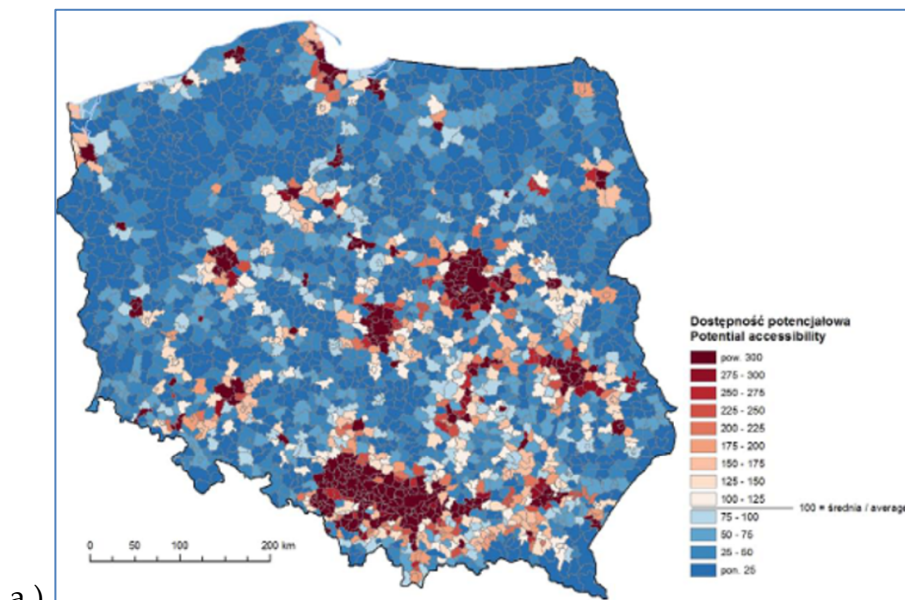 Dostępność potencjałowa
Potential accessibility
pow. 300
275 - 300
250 - 275
225 - 250
200 - 225
175 - 200
150 - 175
125 - 150
100 - 125
100 = średnia / average
75 - 100
50 - 75
25 - 50
pon. 25
0 50 100 200 km
a.)